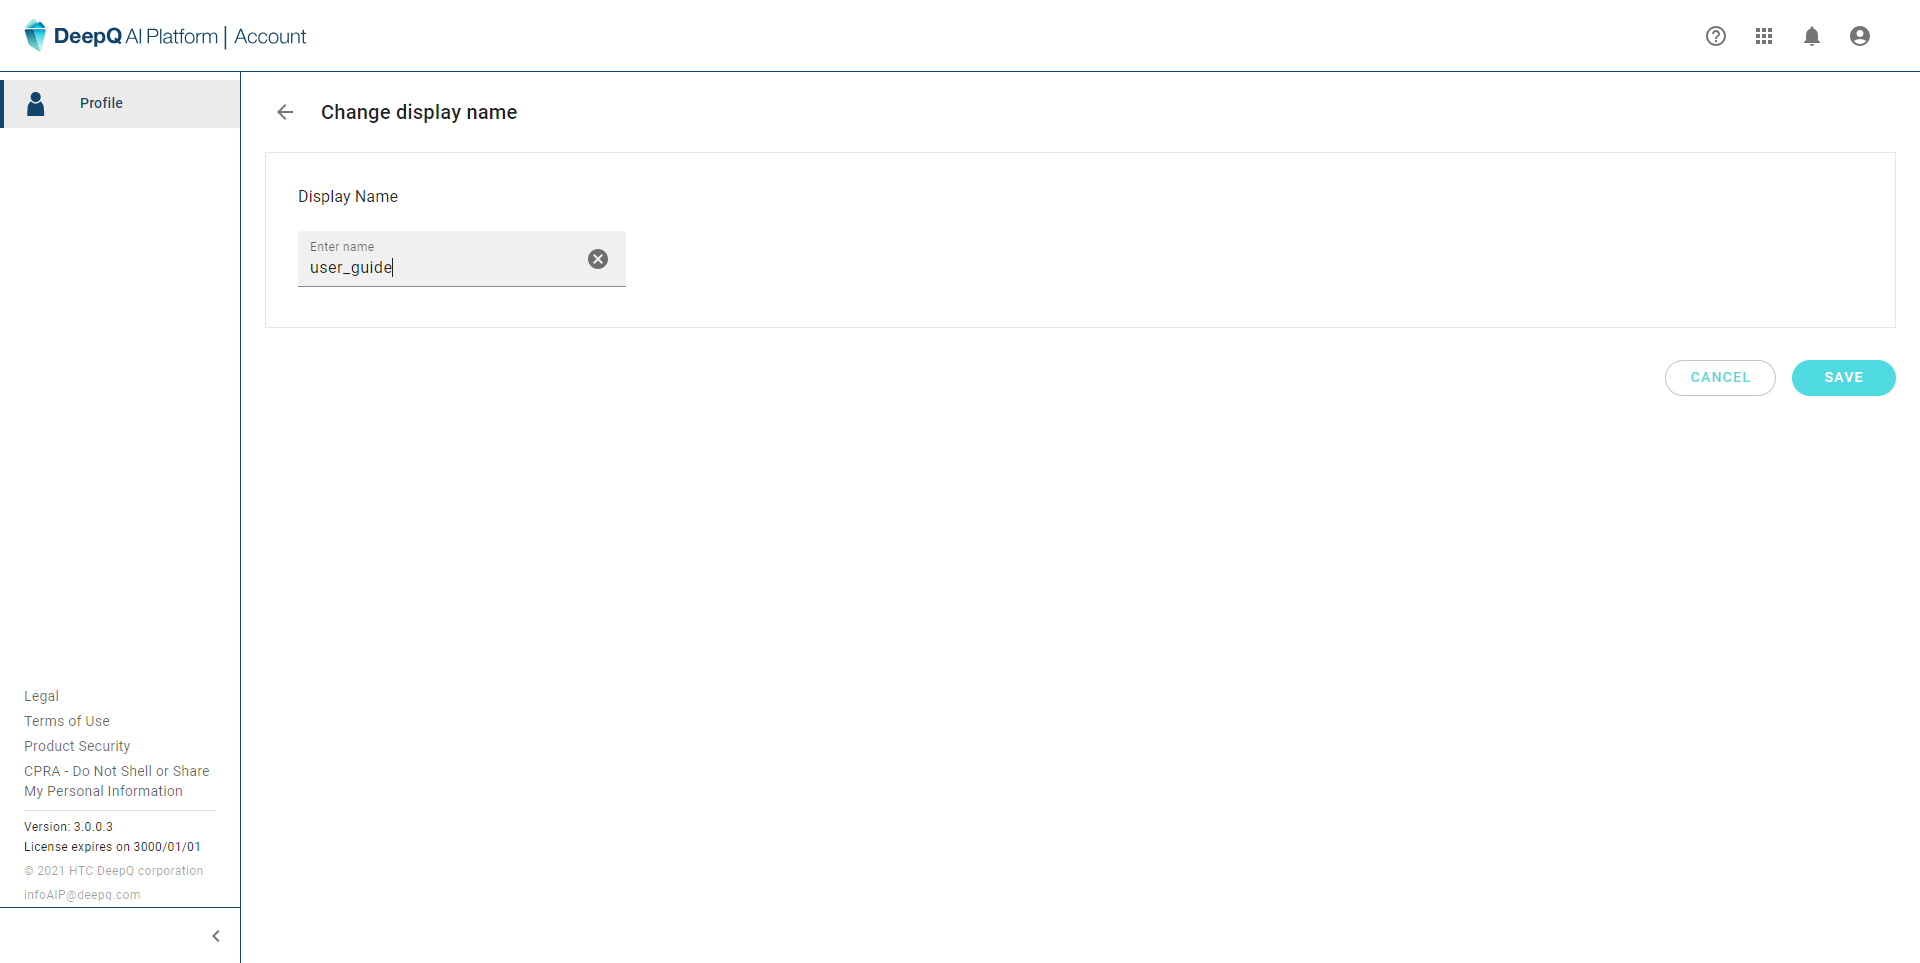 DeepQ AI Platform | Account
Profile
Change display name
Display Name
Enter name
user_guide
CANCEL
SAVE
Legal
Terms of Use
Product Security
CPRA - Do Not Shell or Share
My Personal Information
Version: 3.0.0.3
License expires on 3000/01/01
© 2021 HTC DeepQ corporation
infoAIP@deepq.com